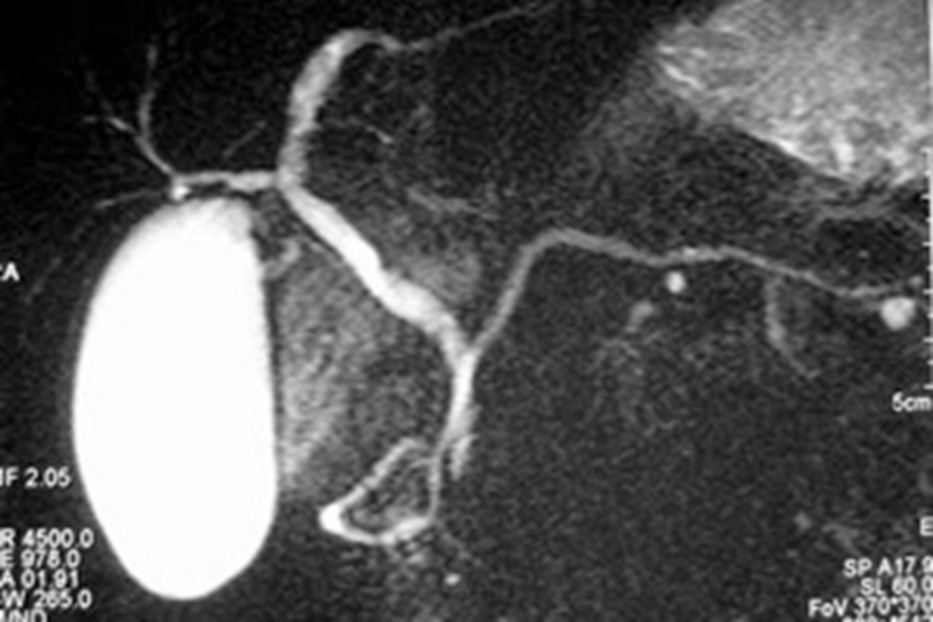 A
5cm
IF 2.05
R 4500.0
E 978.0
A 01.91
W 265.0
E
SP A17.9
SL 60.0
FoV 370*370